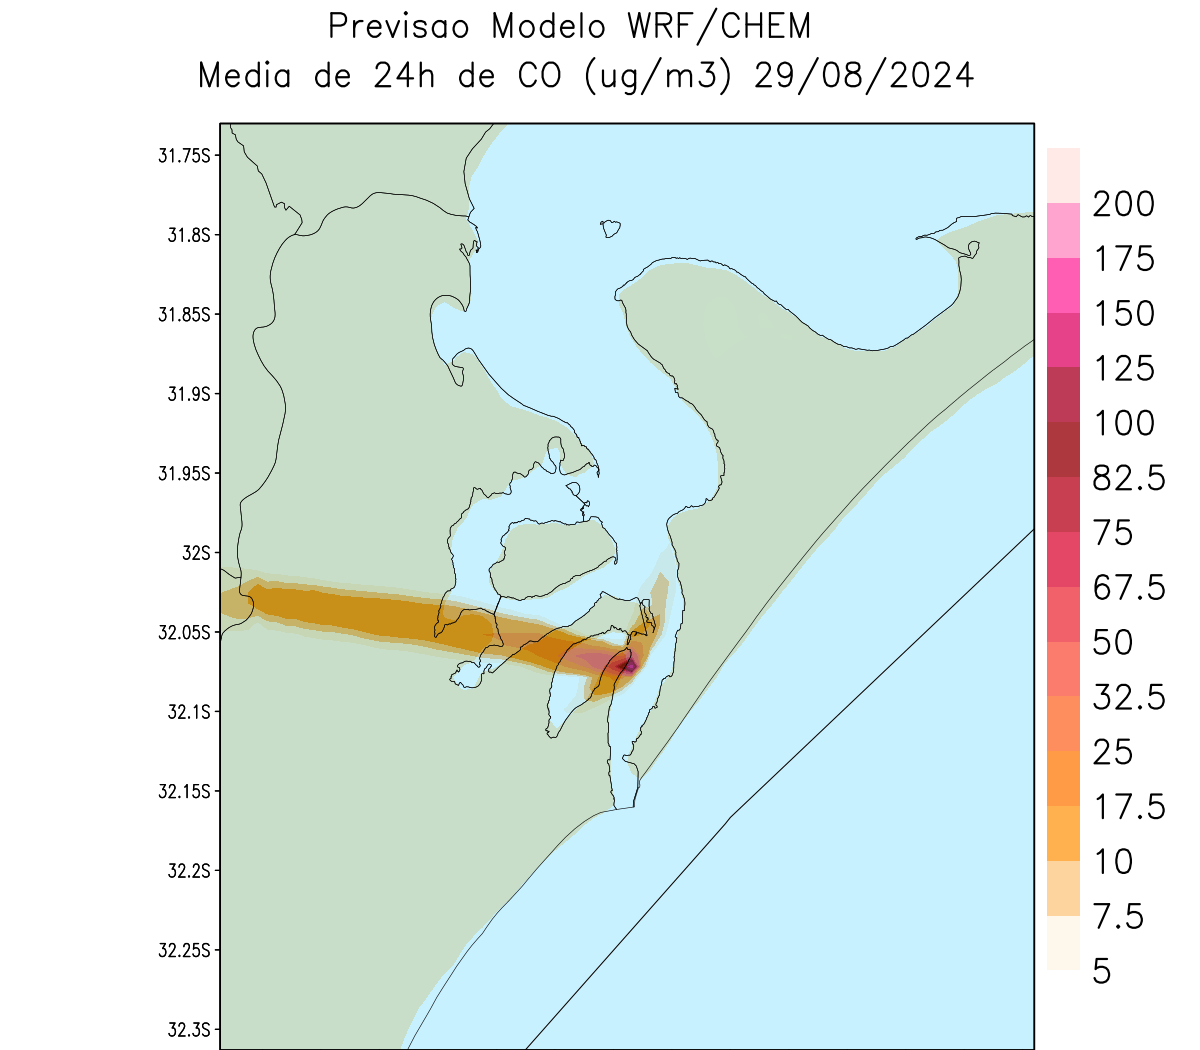 Previsao Modelo WRF/CHEM
Media de 24h de CO (ug/m3) 29/08/2024
31.75S
31.8S
31.85S
31.9S
31.95S
32S
32.05S
32.1S
32.15S
32.2S
32.25S
32.3S
200
175
150
125
100
82.5
75
67.5
50
32.5
25
17.5
10
7.5
5